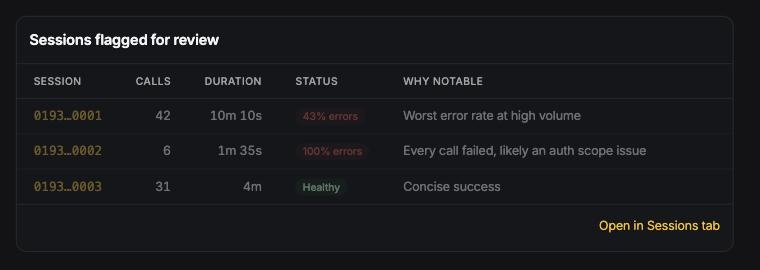 Sessions flagged for review
SESSION CALLS DURATION STATUS WHY NOTABLE
0193…0001 42 10m 10s 43% errors Worst error rate at high volume
0193…0002 6 1m 35s 100% errors Every call failed, likely an auth scope issue
0193…0003 31 4m Healthy Concise success
Open in Sessions tab